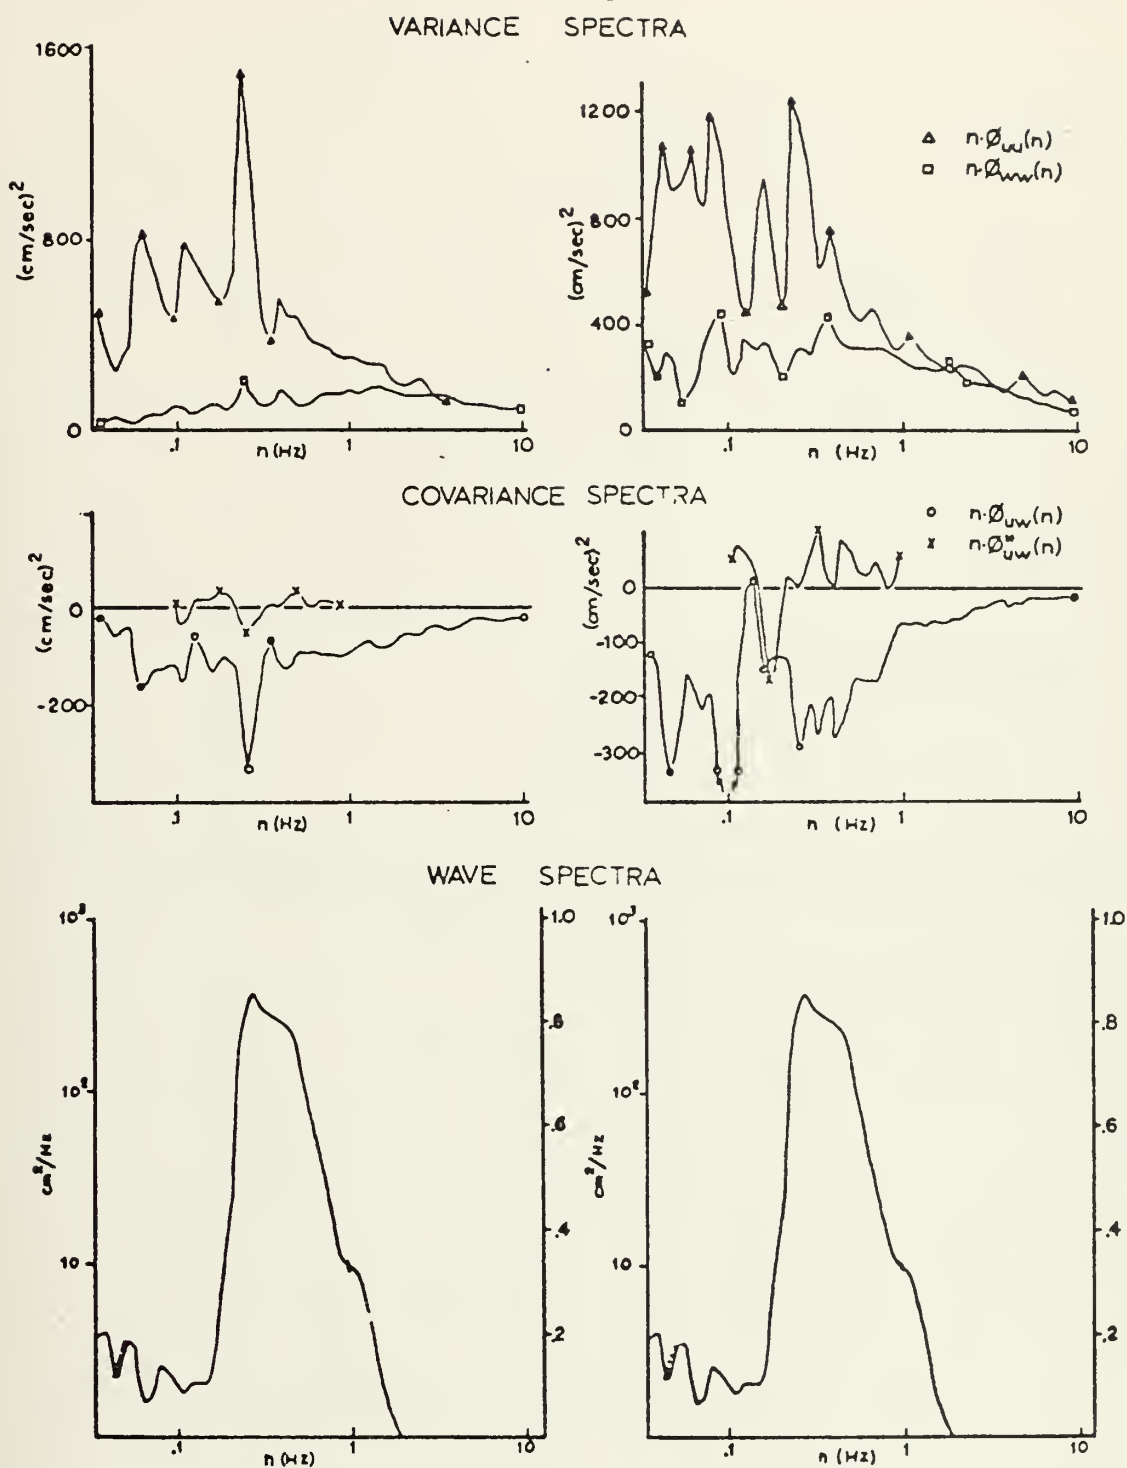 VARIANCE SPECTRA
1600
800
0
(cm/sec)²
.1
1
10
n (Hz)
1200
800
400
0
(cm/sec)²
.1
1
10
n (Hz)
△ n·Ø_uu(n)
□ n·Ø_ww(n)
COVARIANCE SPECTRA
0
-200
(cm/sec)²
.1
1
10
n (Hz)
0
-100
-200
-300
(cm/sec)²
.1
1
10
n (Hz)
o n·Ø_uw(n)
x n·Ø*_uw(n)
WAVE SPECTRA
10³
10²
10
cm²/Hz
1.0
.8
.6
.4
.2
.1
1
10
n (Hz)
10³
10²
10
cm²/Hz
1.0
.8
.6
.4
.2
.1
1
10
n (Hz)